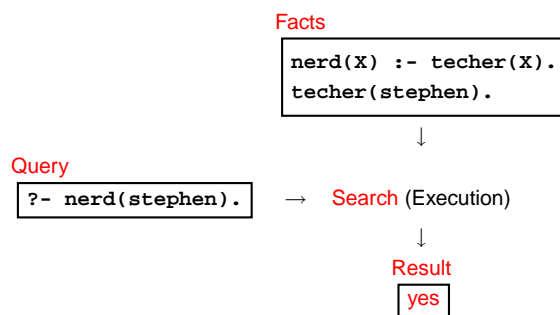 Facts
nerd(X) :- techer(X).
techer(stephen).
↓
Query
?- nerd(stephen). → Search (Execution)
↓
Result
yes